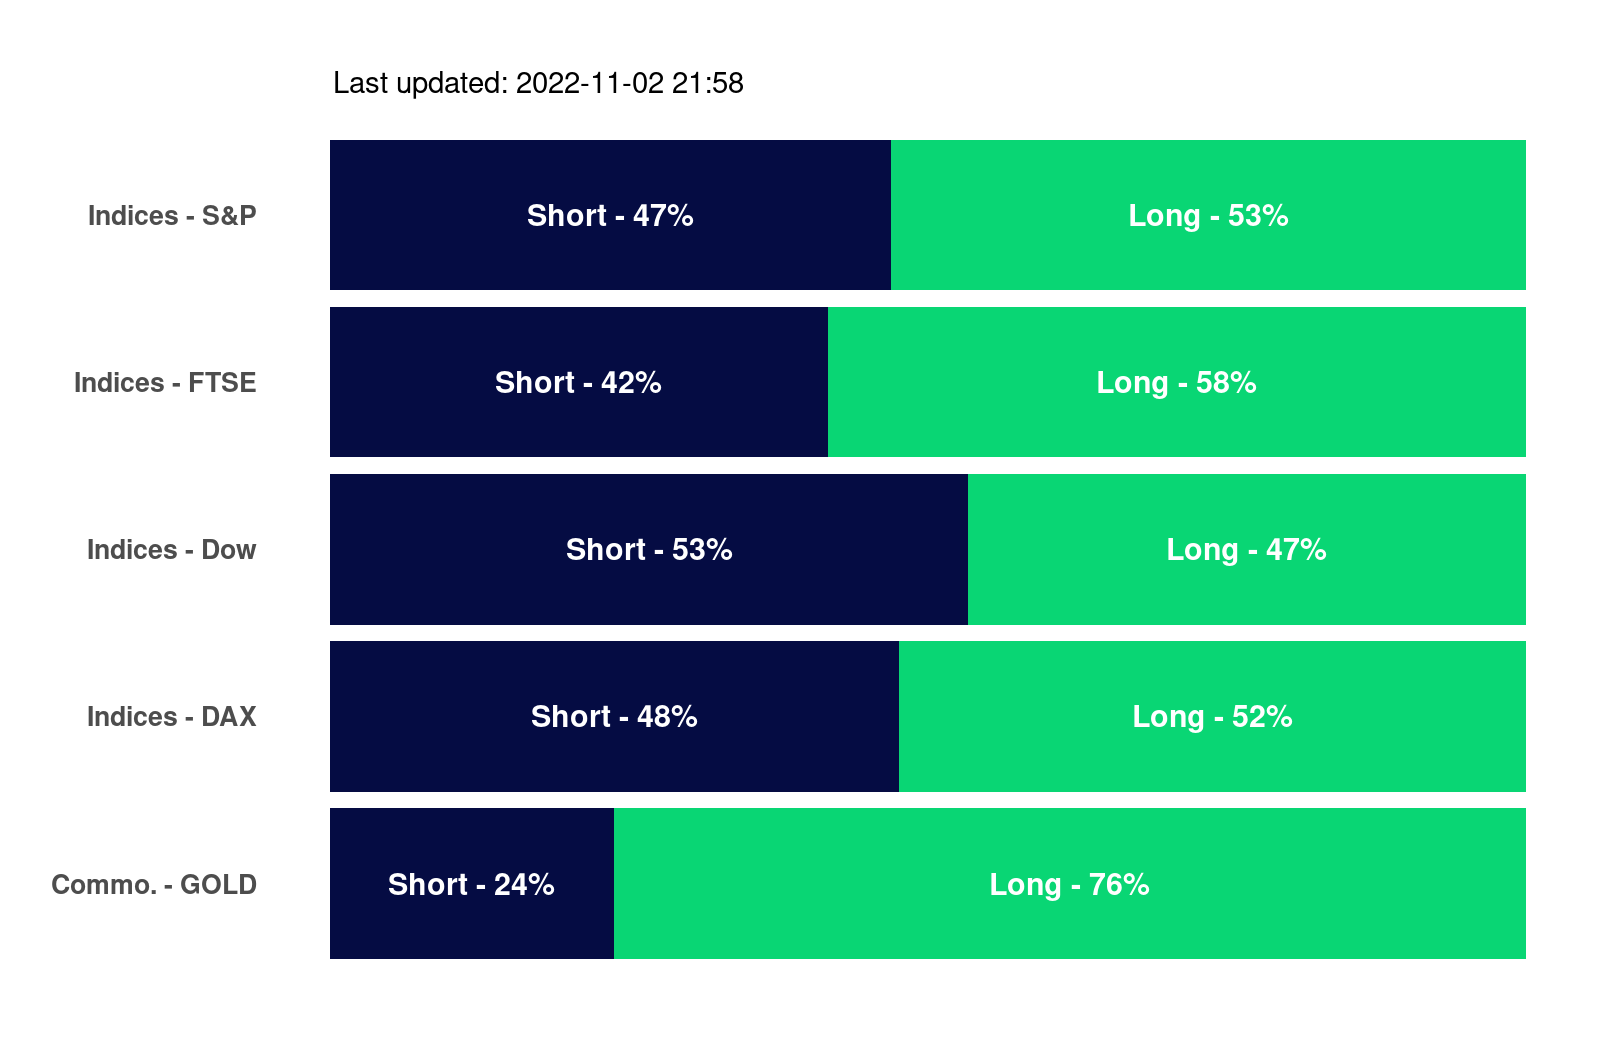 Last updated: 2022-11-02 21:58
Indices - S&P Short - 47% Long - 53%
Indices - FTSE Short - 42% Long - 58%
Indices - Dow Short - 53% Long - 47%
Indices - DAX Short - 48% Long - 52%
Commo. - GOLD Short - 24% Long - 76%